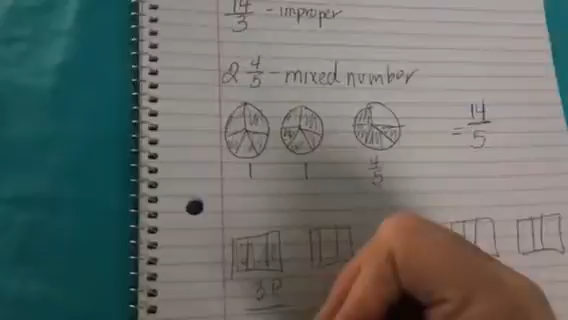 14/3 - improper
2 4/5 - mixed number
= 14/5
1 1 4/5